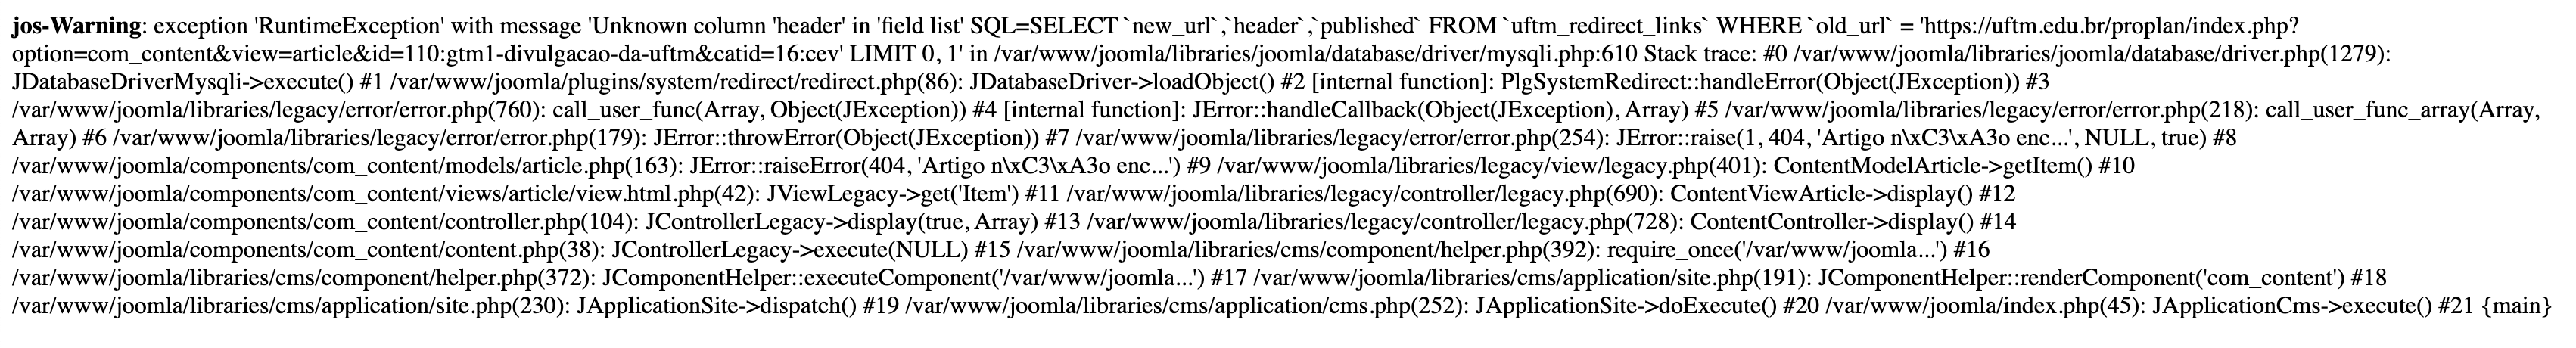 jos-Warning: exception 'RuntimeException' with message 'Unknown column 'header' in 'field list' SQL=SELECT `new_url`,`header`,`published` FROM `uftm_redirect_links` WHERE `old_url` = 'https://uftm.edu.br/proplan/index.php?
option=com_content&view=article&id=110:gtm1-divulgacao-da-uftm&catid=16:cev' LIMIT 0, 1' in /var/www/joomla/libraries/joomla/database/driver/mysqli.php:610 Stack trace: #0 /var/www/joomla/libraries/joomla/database/driver.php(1279):
JDatabaseDriverMysqli->execute() #1 /var/www/joomla/plugins/system/redirect/redirect.php(86): JDatabaseDriver->loadObject() #2 [internal function]: PlgSystemRedirect::handleError(Object(JException)) #3
/var/www/joomla/libraries/legacy/error/error.php(760): call_user_func(Array, Object(JException)) #4 [internal function]: JError::handleCallback(Object(JException), Array) #5 /var/www/joomla/libraries/legacy/error/error.php(218): call_user_func_array(Array,
Array) #6 /var/www/joomla/libraries/legacy/error/error.php(179): JError::throwError(Object(JException)) #7 /var/www/joomla/libraries/legacy/error/error.php(254): JError::raise(1, 404, 'Artigo n\xC3\xA3o enc...', NULL, true) #8
/var/www/joomla/components/com_content/models/article.php(163): JError::raiseError(404, 'Artigo n\xC3\xA3o enc...') #9 /var/www/joomla/libraries/legacy/view/legacy.php(401): ContentModelArticle->getItem() #10
/var/www/joomla/components/com_content/views/article/view.html.php(42): JViewLegacy->get('Item') #11 /var/www/joomla/libraries/legacy/controller/legacy.php(690): ContentViewArticle->display() #12
/var/www/joomla/components/com_content/controller.php(104): JControllerLegacy->display(true, Array) #13 /var/www/joomla/libraries/legacy/controller/legacy.php(728): ContentController->display() #14
/var/www/joomla/components/com_content/content.php(38): JControllerLegacy->execute(NULL) #15 /var/www/joomla/libraries/cms/component/helper.php(392): require_once('/var/www/joomla...') #16
/var/www/joomla/libraries/cms/component/helper.php(372): JComponentHelper::executeComponent('/var/www/joomla...') #17 /var/www/joomla/libraries/cms/application/site.php(191): JComponentHelper::renderComponent('com_content') #18
/var/www/joomla/libraries/cms/application/site.php(230): JApplicationSite->dispatch() #19 /var/www/joomla/libraries/cms/application/cms.php(252): JApplicationSite->doExecute() #20 /var/www/joomla/index.php(45): JApplicationCms->execute() #21 {main}